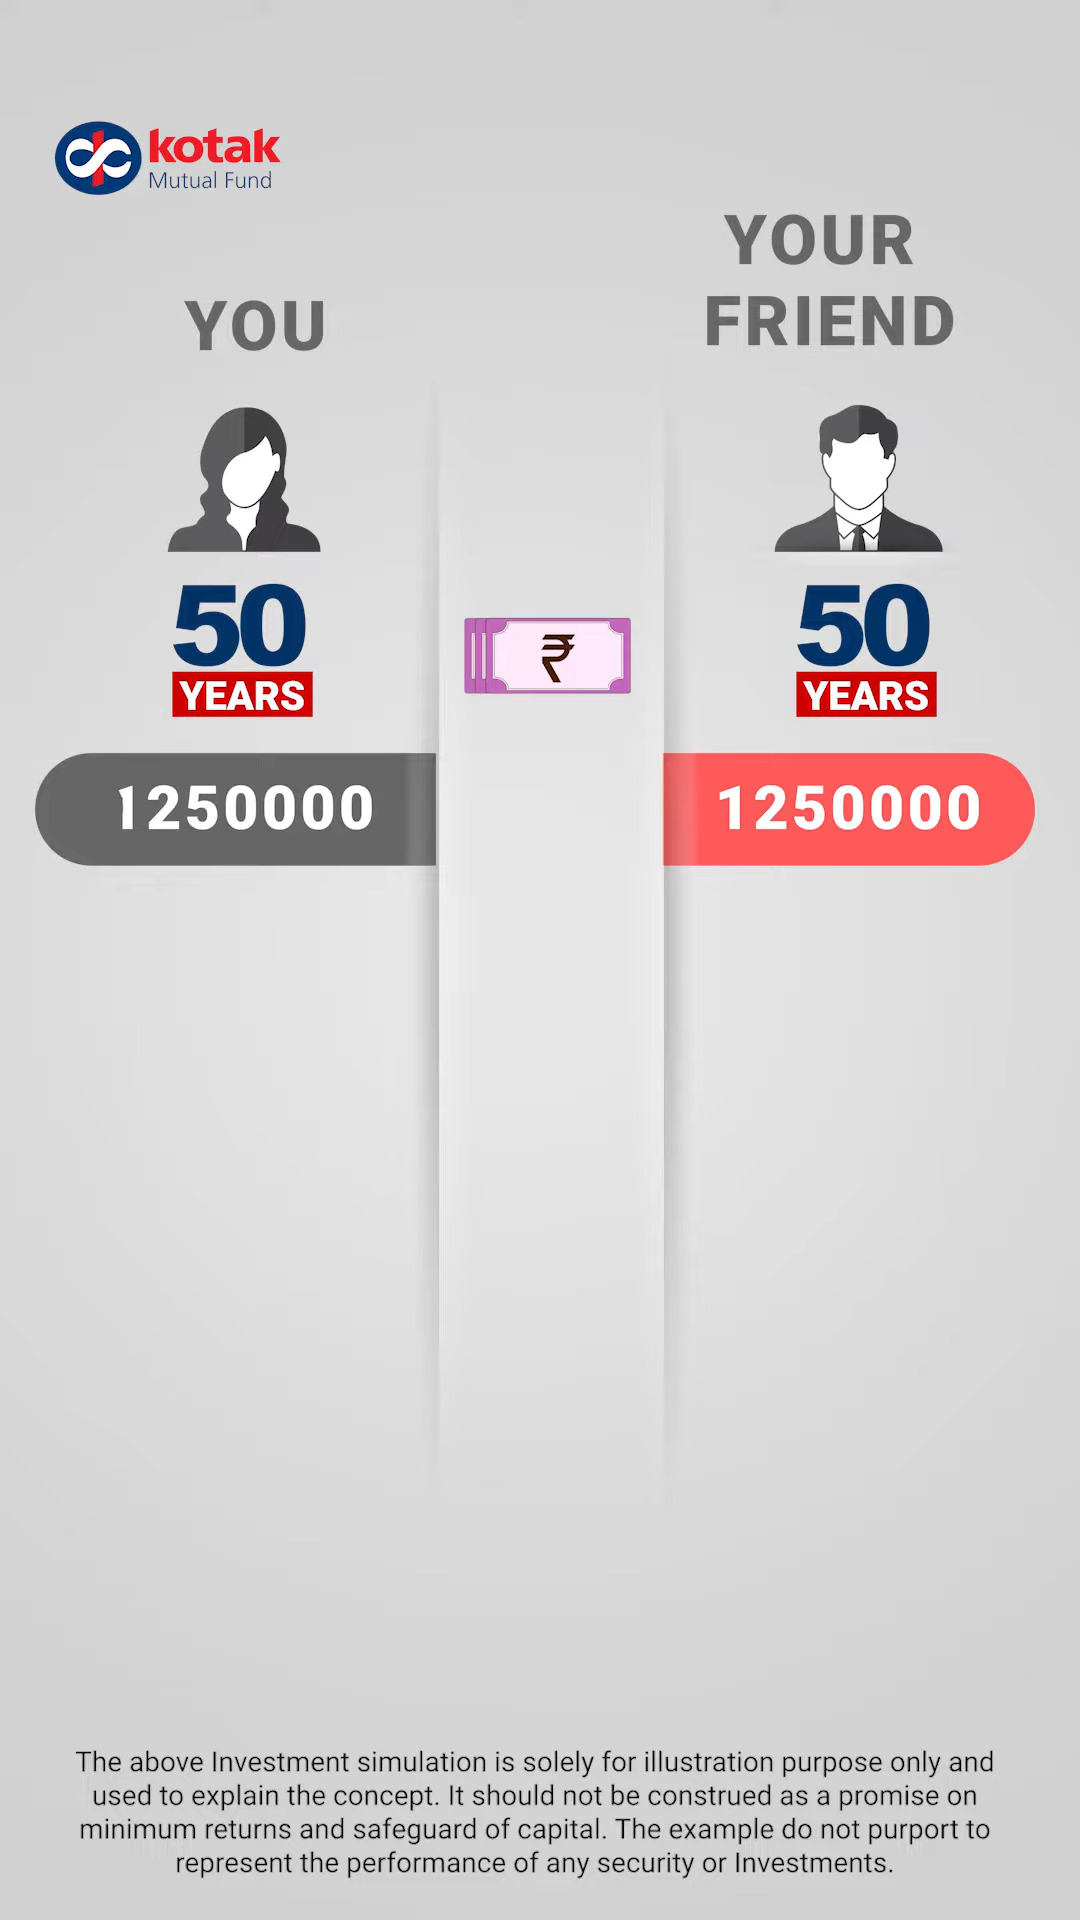 kotak
Mutual Fund
YOU
YOUR
FRIEND
50
YEARS
₹
50
YEARS
1250000
1250000
The above Investment simulation is solely for illustration purpose only and
used to explain the concept. It should not be construed as a promise on
minimum returns and safeguard of capital. The example do not purport to
represent the performance of any security or Investments.